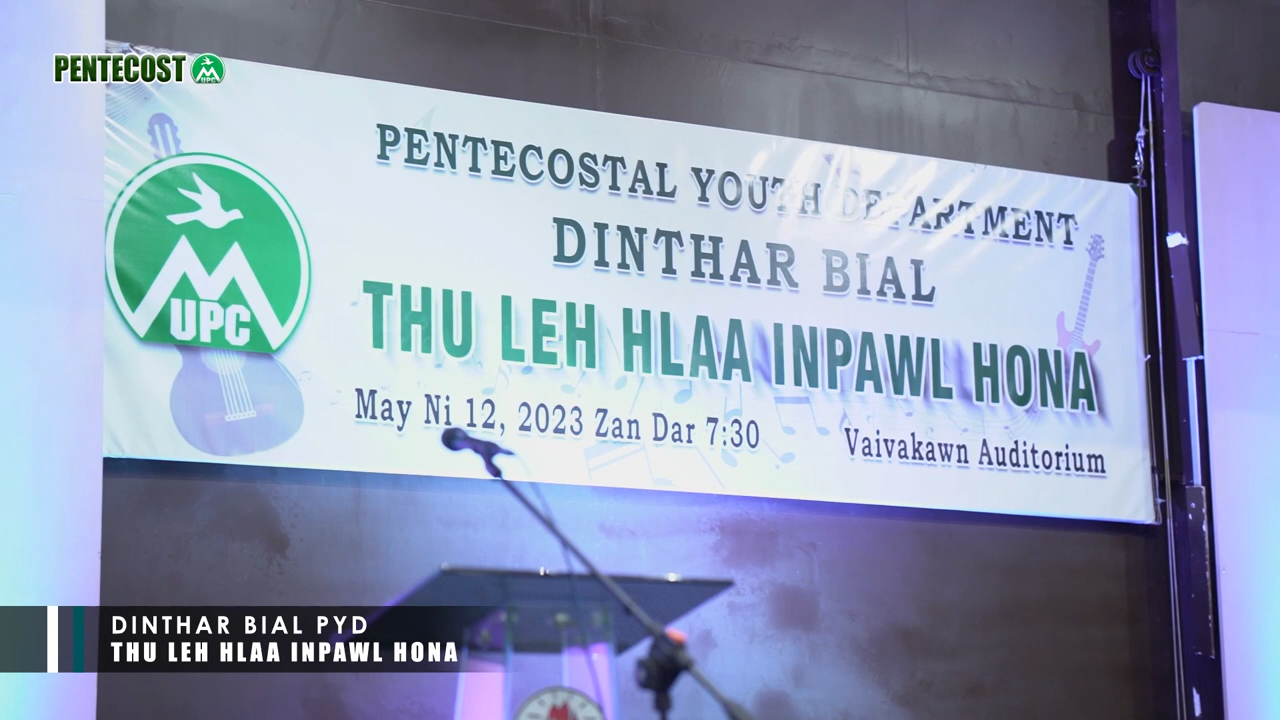 PENTECOST UPC
PENTECOSTAL YOUTH DEPARTMENT
DINTHAR BIAL
THU LEH HLAA INPAWL HONA
UPC
May Ni 12, 2023 Zan Dar 7:30
Vaivakawn Auditorium
DINTHAR BIAL PYD
THU LEH HLAA INPAWL HONA